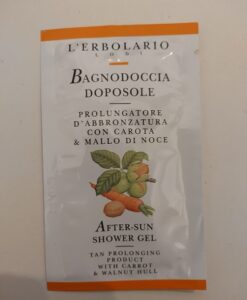 L'ERBOLARIO
LODI
BAGNODOCCIA
DOPOSOLE
PROLUNGATORE
D'ABBRONZATURA
CON CAROTA
& MALLO DI NOCE
AFTER-SUN
SHOWER GEL
TAN PROLONGING
PRODUCT
WITH CARROT
& WALNUT HULL